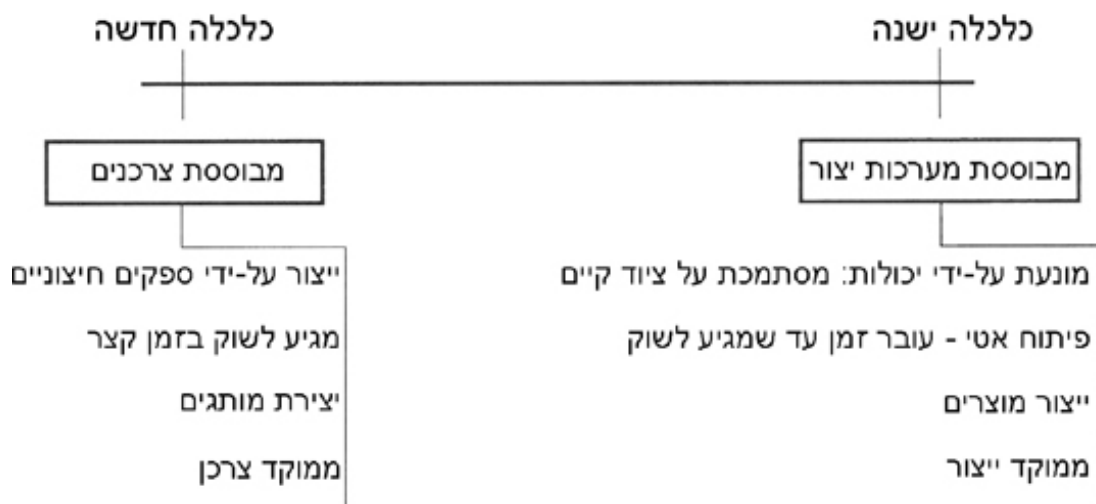 כלכלה ישנה
כלכלה חדשה
מבוססת מערכות יצור
מבוססת צרכנים
מונעת על-ידי יכולות: מסתמכת על ציוד קיים
ייצור על-ידי ספקים חיצוניים
פיתוח אטי - עובר זמן עד שמגיע לשוק
מגיע לשוק בזמן קצר
ייצור מוצרים
יצירת מותגים
ממוקד ייצור
ממוקד צרכן